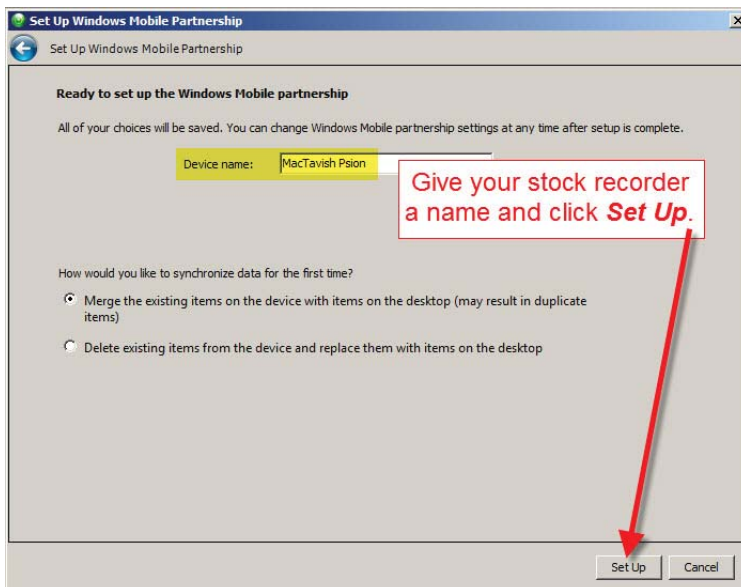 Set Up Windows Mobile Partnership
Set Up Windows Mobile Partnership
Ready to set up the Windows Mobile partnership
All of your choices will be saved. You can change Windows Mobile partnership settings at any time after setup is complete.
Device name: MacTavish Psion
Give your stock recorder
a name and click Set Up.
How would you like to synchronize data for the first time?
Merge the existing items on the device with items on the desktop (may result in duplicate
items)
Delete existing items from the device and replace them with items on the desktop
Set Up Cancel